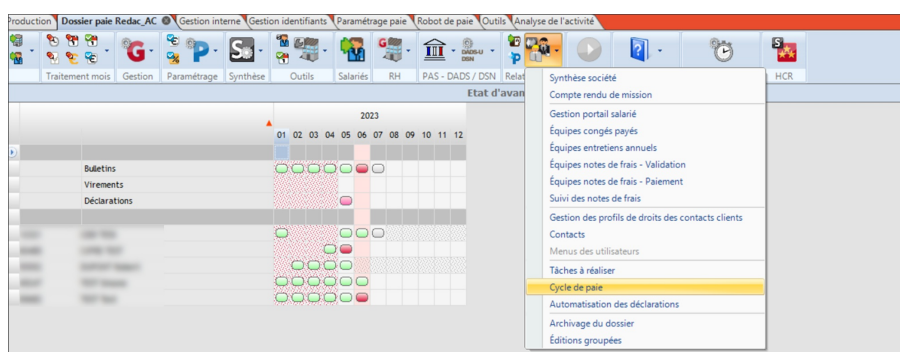 Production Dossier paie Redac_AC Gestion interne Gestion identifiants Paramétrage paie Robot de paie Outils Analyse de l'activité
G P S G DADS-U DSN P S
Traitement mois Gestion Paramétrage Synthèse Outils Salariés RH PAS - DADS / DSN Relat HCR
Etat d'avan
2023
01 02 03 04 05 06 07 08 09 10 11 12
Bulletins
Virements
Déclarations
Synthèse société
Compte rendu de mission
Gestion portail salarié
Équipes congés payés
Équipes entretiens annuels
Équipes notes de frais - Validation
Équipes notes de frais - Paiement
Suivi des notes de frais
Gestion des profils de droits des contacts clients
Contacts
Menus des utilisateurs
Tâches à réaliser
Cycle de paie
Automatisation des déclarations
Archivage du dossier
Éditions groupées